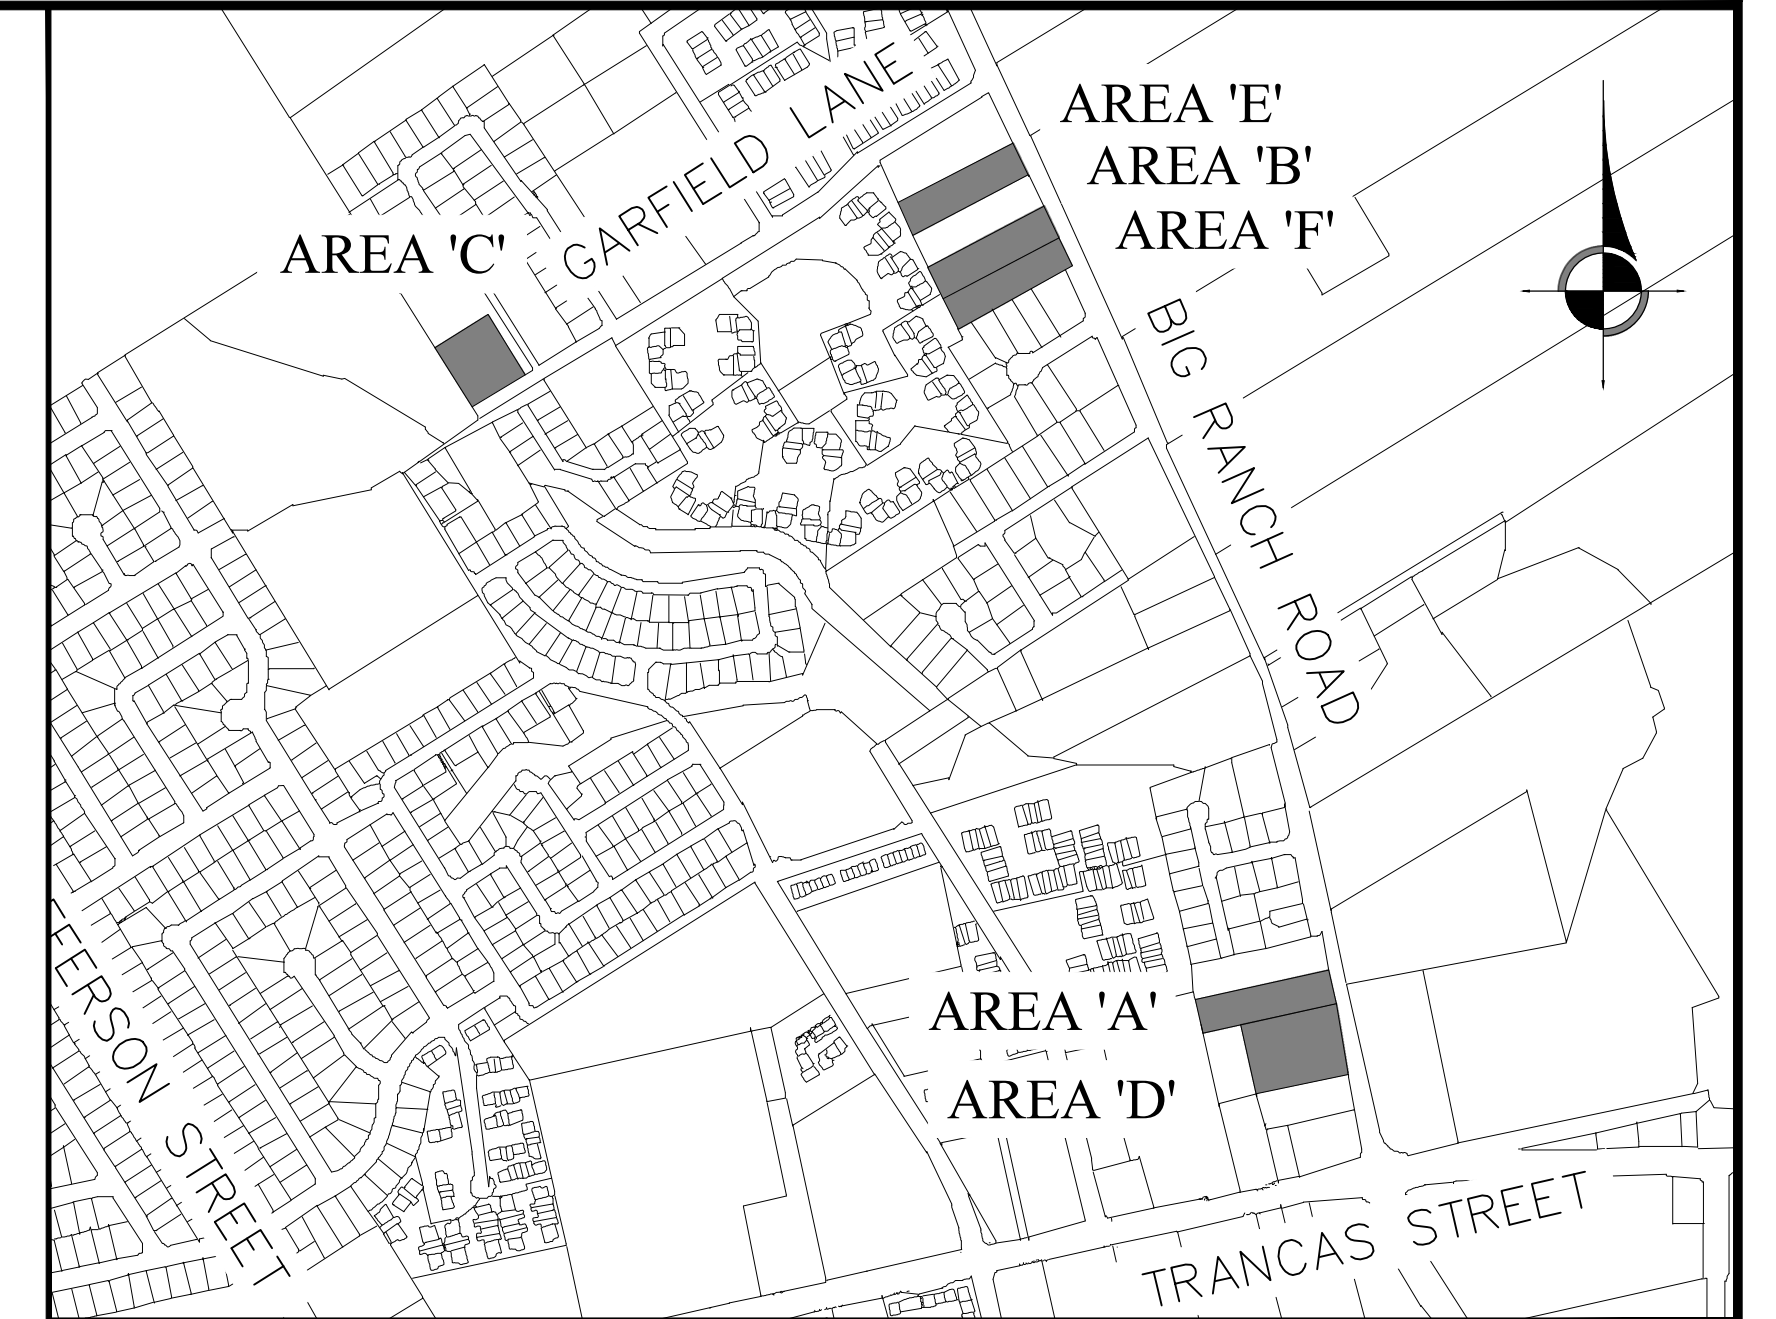 GARFIELD LANE
AREA 'E'
AREA 'B'
AREA 'F'
AREA 'C'
BIG RANCH ROAD
AREA 'A'
AREA 'D'
FERSON STREET
TRANCAS STREET